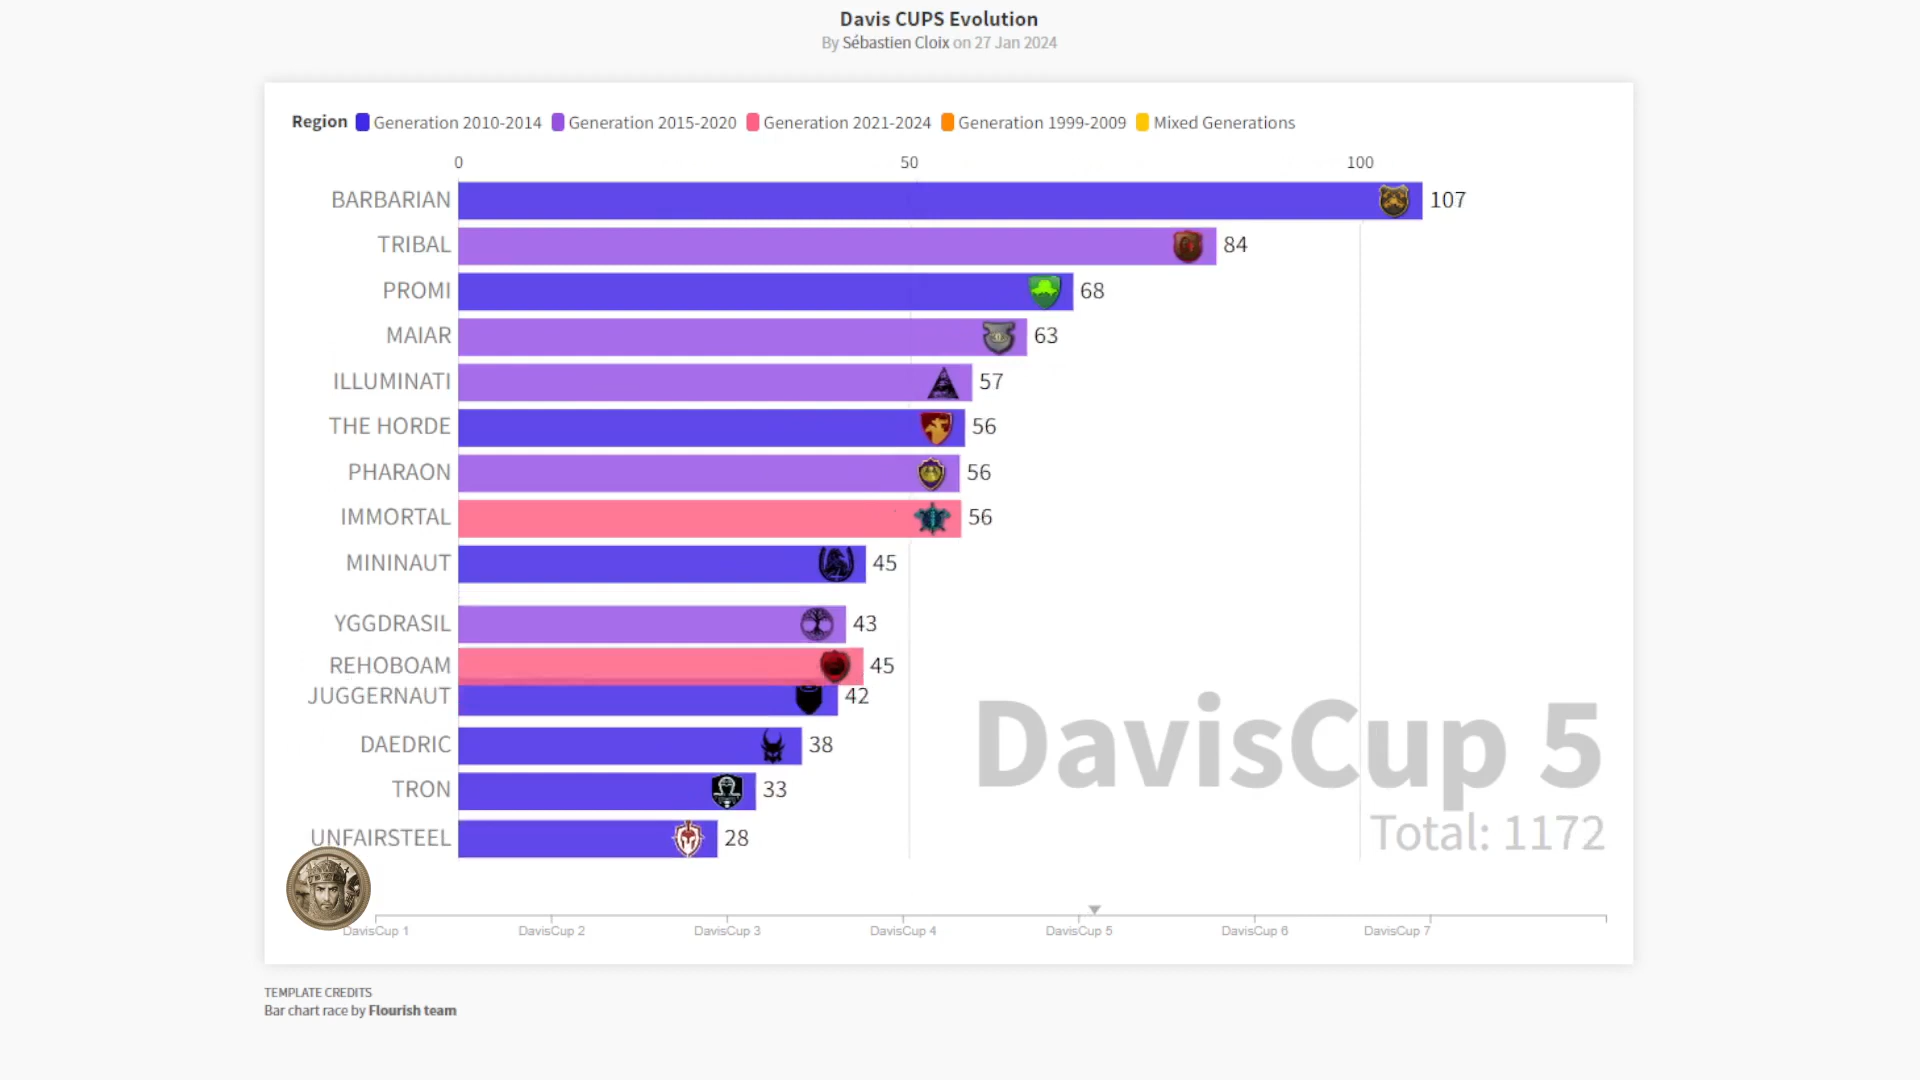 Davis CUPS Evolution
By Sébastien Cloix on 27 Jan 2024
Region Generation 2010-2014 Generation 2015-2020 Generation 2021-2024 Generation 1999-2009 Mixed Generations
0 50 100
BARBARIAN 107
TRIBAL 84
PROMI 68
MAIAR 63
ILLUMINATI 57
THE HORDE 56
PHARAON 56
IMMORTAL 56
MININAUT 45
YGGDRASIL 43
REHOBOAM 45
JUGGERNAUT 42
DAEDRIC 38
TRON 33
UNFAIRSTEEL 28
DavisCup 5
Total: 1172
DavisCup 1 DavisCup 2 DavisCup 3 DavisCup 4 DavisCup 5 DavisCup 6 DavisCup 7
TEMPLATE CREDITS
Bar chart race by Flourish team